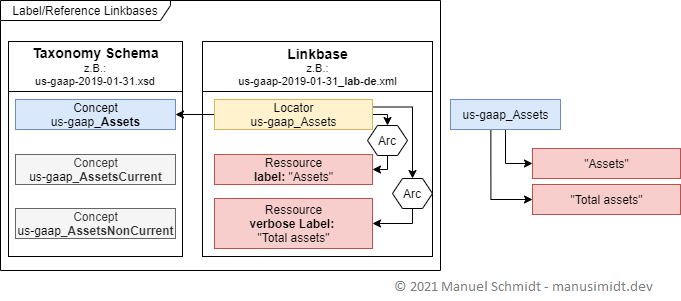 Label/Reference Linkbases
Taxonomy Schema
z.B.:
us-gaap-2019-01-31.xsd
Concept
us-gaap_Assets
Concept
us-gaap_AssetsCurrent
Concept
us-gaap_AssetsNonCurrent
Linkbase
z.B.:
us-gaap-2019-01-31_lab-de.xml
Locator
us-gaap_Assets
Arc
Ressource
label: "Assets"
Arc
Ressource
verbose Label:
"Total assets"
us-gaap_Assets
"Assets"
"Total assets"
© 2021 Manuel Schmidt - manusimidt.dev